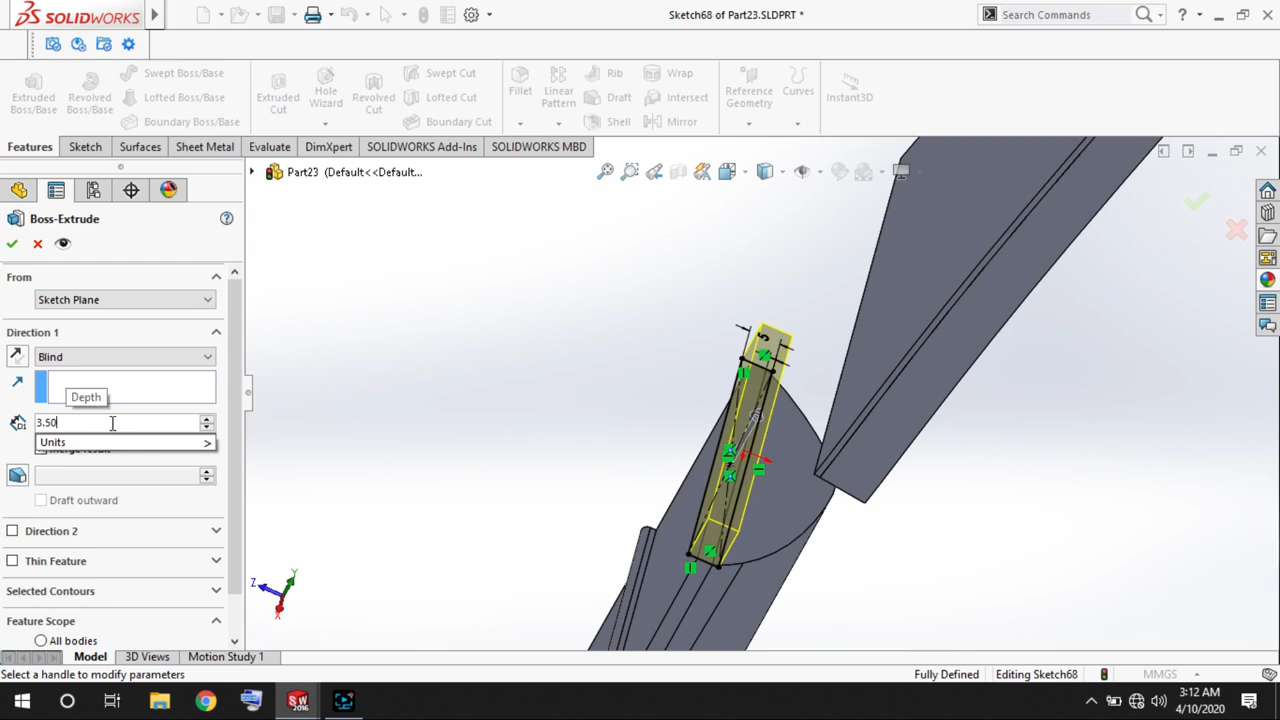 SOLIDWORKS
Sketch68 of Part23.SLDPRT *
Search Commands
?
Extruded Boss/Base
Revolved Boss/Base
Swept Boss/Base
Lofted Boss/Base
Boundary Boss/Base
Extruded Cut
Hole Wizard
Revolved Cut
Swept Cut
Lofted Cut
Boundary Cut
Fillet
Linear Pattern
Rib
Draft
Shell
Wrap
Intersect
Mirror
Reference Geometry
Curves
Instant3D
Features
Sketch
Surfaces
Sheet Metal
Evaluate
DimXpert
SOLIDWORKS Add-Ins
SOLIDWORKS MBD
Part23 (Default<<Default...
Boss-Extrude
?
From
Sketch Plane
Direction 1
Blind
Depth
D1
3.50
Units >
Draft outward
Direction 2
Thin Feature
Selected Contours
Feature Scope
All bodies
5
Z
Y
X
Model
3D Views
Motion Study 1
Select a handle to modify parameters
Fully Defined
Editing Sketch68
MMGS
SW
2016
3:12 AM
4/10/2020